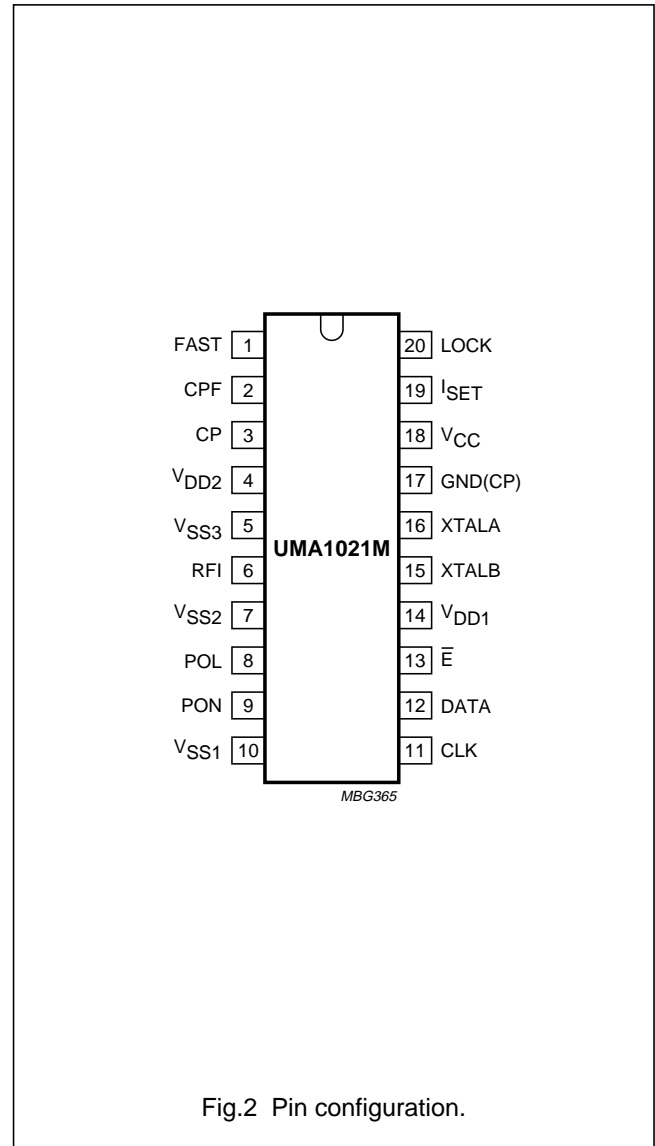 FAST 1 20 LOCK
CPF 2 19 ISET
CP 3 18 VCC
VDD2 4 17 GND(CP)
VSS3 5 16 XTALA
UMA1021M
RFI 6 15 XTALB
VSS2 7 14 VDD1
POL 8 13 E̅
PON 9 12 DATA
VSS1 10 11 CLK
MBG365
Fig.2 Pin configuration.